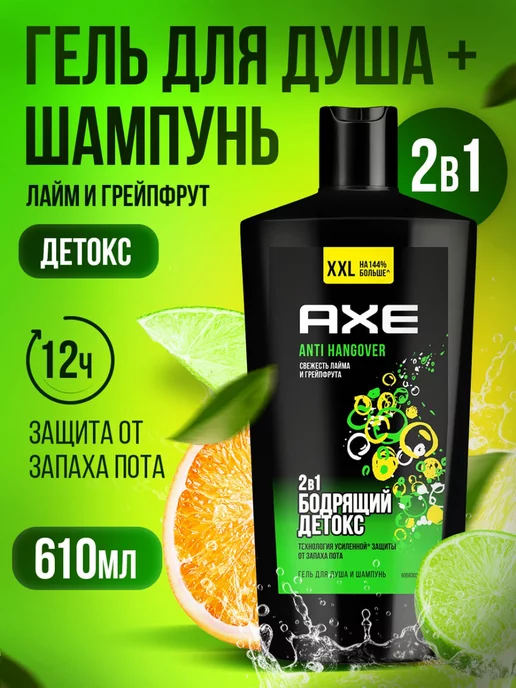 ГЕЛЬ ДЛЯ ДУША +
ШАМПУНЬ
2в1
ЛАЙМ И ГРЕЙПФРУТ
ДЕТОКС
12ч
ЗАЩИТА ОТ
ЗАПАХА ПОТА
610мл
XXL НА 144%
БОЛЬШЕ^
AXE
ANTI HANGOVER
СВЕЖЕСТЬ ЛАЙМА
И ГРЕЙПФРУТА
2в1
БОДРЯЩИЙ
ДЕТОКС
ТЕХНОЛОГИЯ УСИЛЕННОЙ* ЗАЩИТЫ
ОТ ЗАПАХА ПОТА
ГЕЛЬ ДЛЯ ДУША И ШАМПУНЬ